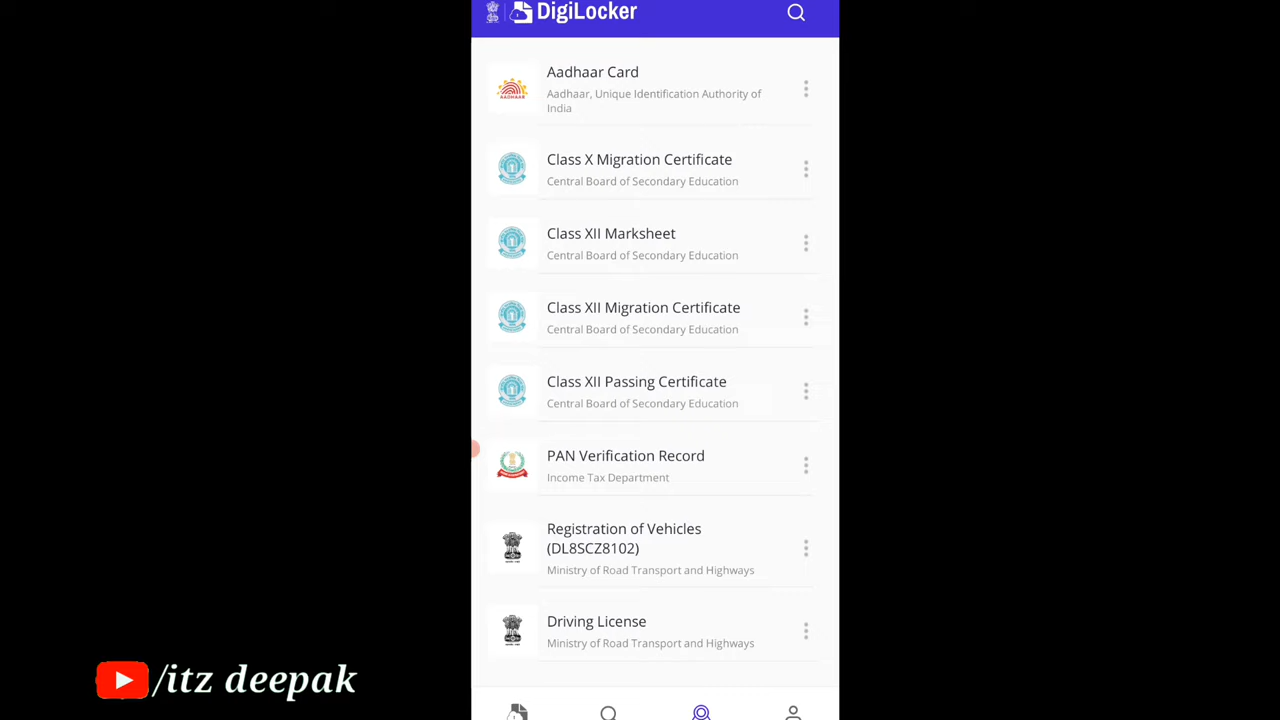 DigiLocker
Aadhaar Card
Aadhaar, Unique Identification Authority of
India
AADHAAR
Class X Migration Certificate
Central Board of Secondary Education
Class XII Marksheet
Central Board of Secondary Education
Class XII Migration Certificate
Central Board of Secondary Education
Class XII Passing Certificate
Central Board of Secondary Education
PAN Verification Record
Income Tax Department
Registration of Vehicles
(DL8SCZ8102)
Ministry of Road Transport and Highways
Driving License
Ministry of Road Transport and Highways
/itz deepak